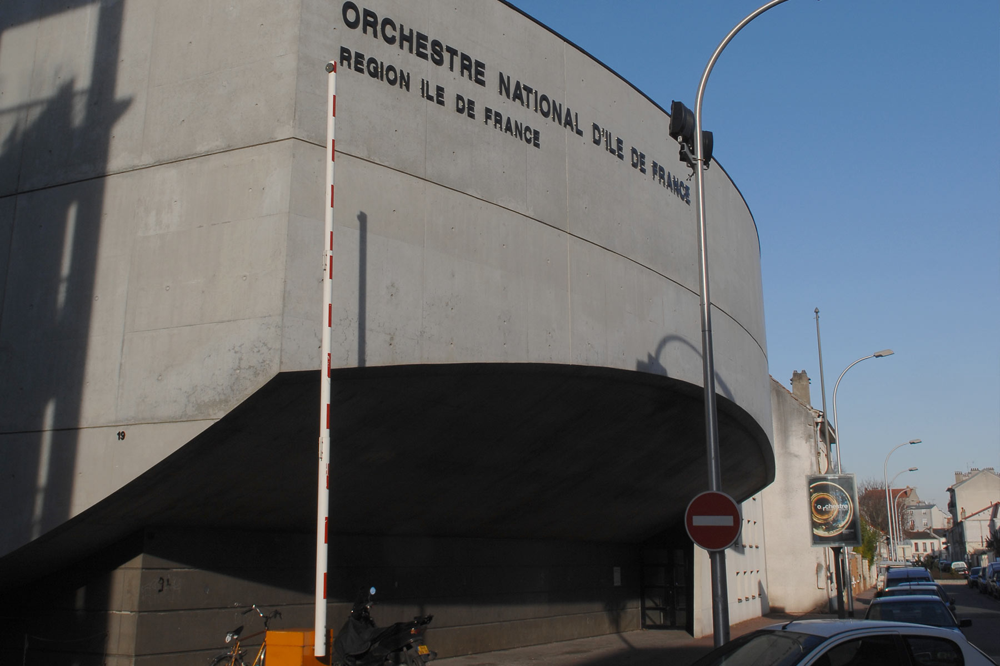 ORCHESTRE NATIONAL D'ILE DE FRANCE
REGION ILE DE FRANCE
19
orchestre